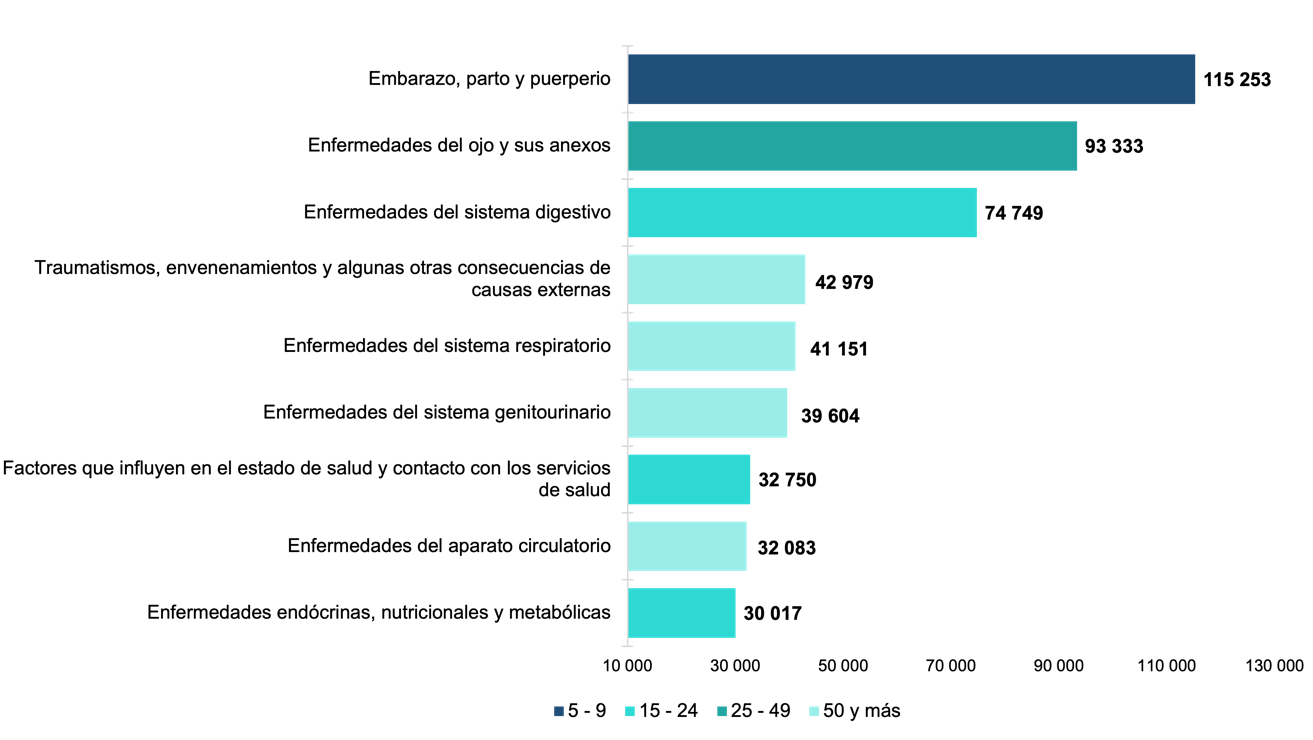 Embarazo, parto y puerperio
115 253
Enfermedades del ojo y sus anexos
93 333
Enfermedades del sistema digestivo
74 749
Traumatismos, envenenamientos y algunas otras consecuencias de
causas externas
42 979
Enfermedades del sistema respiratorio
41 151
Enfermedades del sistema genitourinario
39 604
Factores que influyen en el estado de salud y contacto con los servicios
de salud
32 750
Enfermedades del aparato circulatorio
32 083
Enfermedades endócrinas, nutricionales y metabólicas
30 017
10 000 30 000 50 000 70 000 90 000 110 000 130 000
5 - 9 15 - 24 25 - 49 50 y más